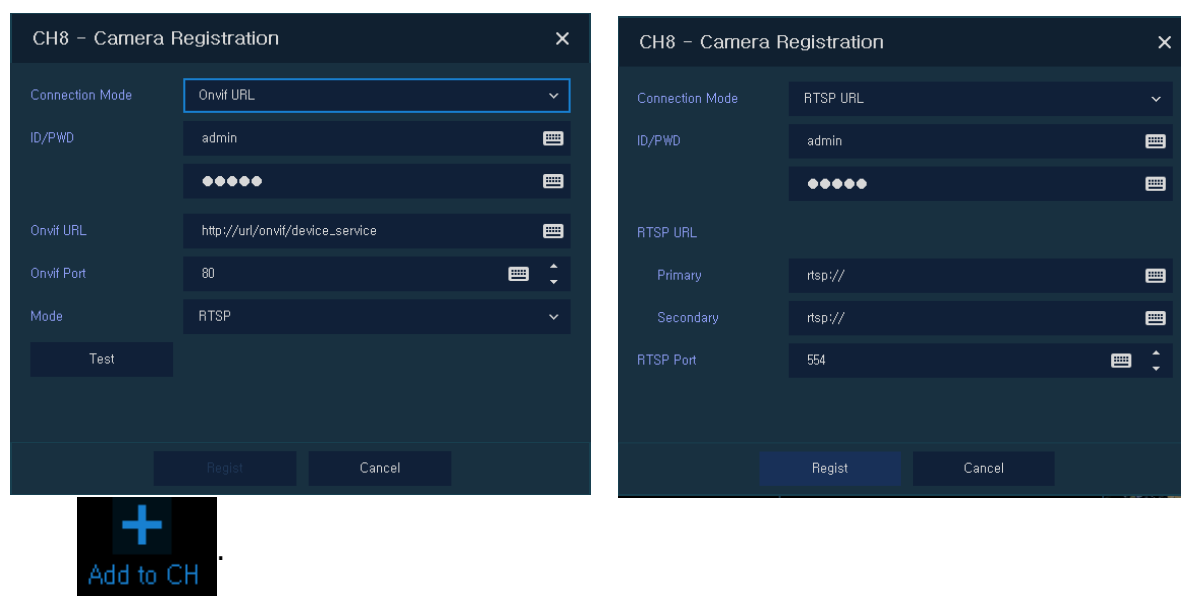 CH8 - Camera Registration
Connection Mode
Onvif URL
ID/PWD
admin
●●●●●
Onvif URL
http://url/onvif/device_service
Onvif Port
80
Mode
RTSP
Test
Regist
Cancel
CH8 - Camera Registration
Connection Mode
RTSP URL
ID/PWD
admin
●●●●●
RTSP URL
Primary
rtsp://
Secondary
rtsp://
RTSP Port
554
Regist
Cancel
Add to CH
.